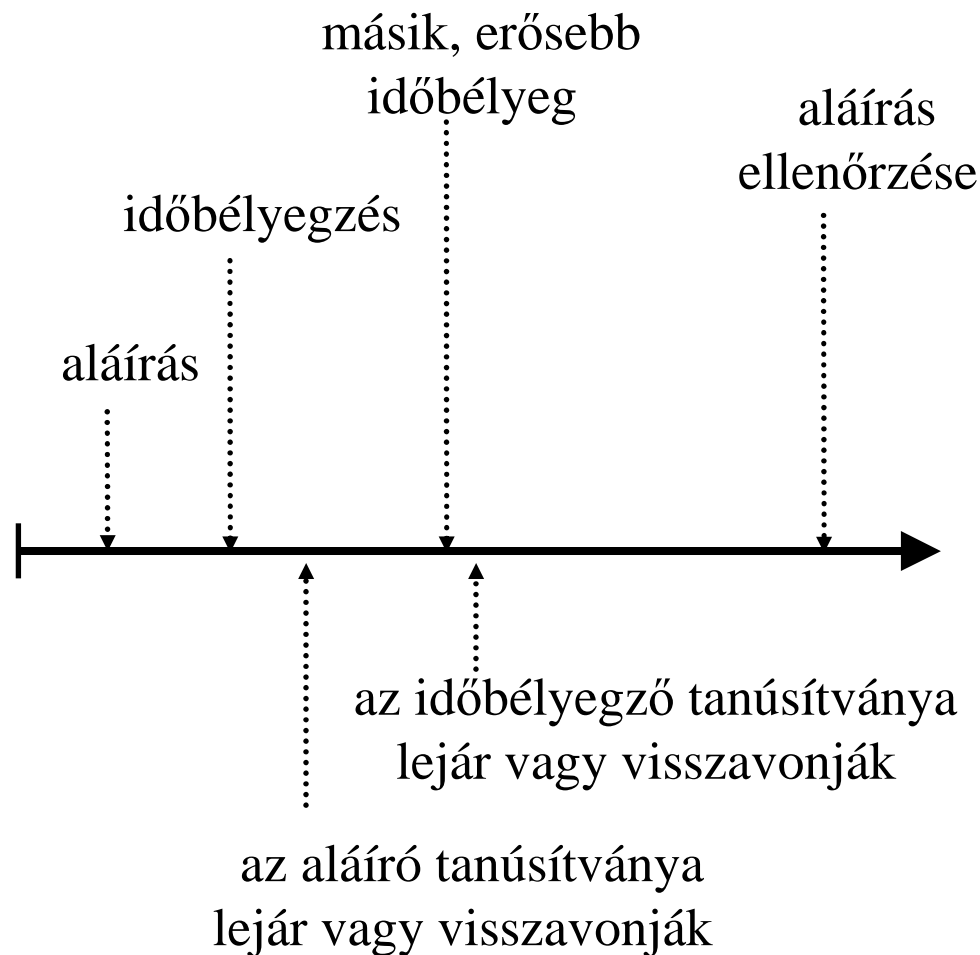 másik, erősebb
időbélyeg
aláírás
ellenőrzése
időbélyegzés
aláírás
az időbélyegző tanúsítványa
lejár vagy visszavonják
az aláíró tanúsítványa
lejár vagy visszavonják